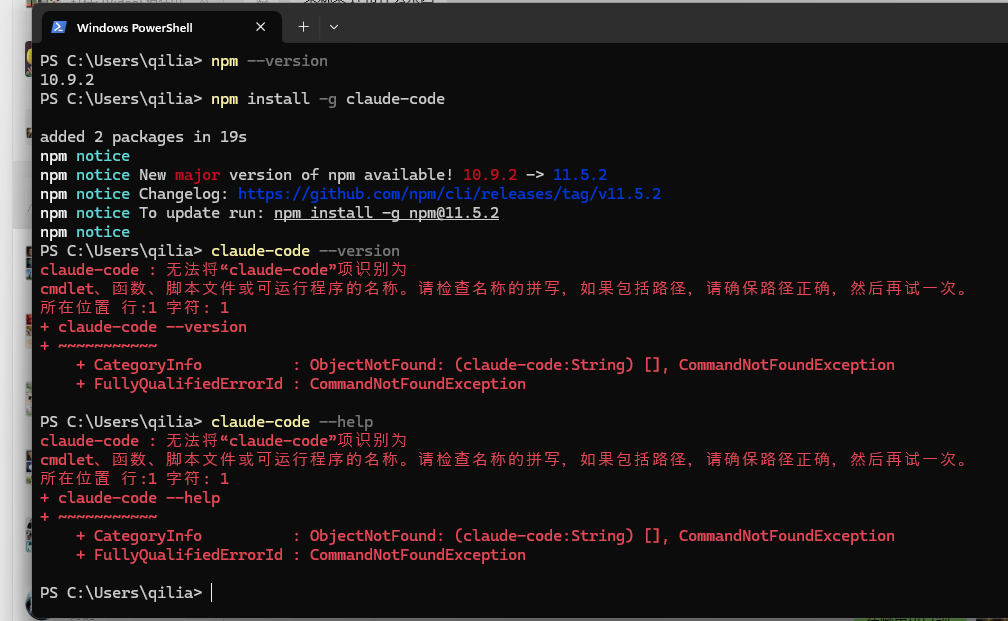 Windows PowerShell
PS C:\Users\qilia> npm --version
10.9.2
PS C:\Users\qilia> npm install -g claude-code
added 2 packages in 19s
npm notice
npm notice New major version of npm available! 10.9.2 -> 11.5.2
npm notice Changelog: https://github.com/npm/cli/releases/tag/v11.5.2
npm notice To update run: npm install -g npm@11.5.2
npm notice
PS C:\Users\qilia> claude-code --version
claude-code : 无法将“claude-code”项识别为
cmdlet、函数、脚本文件或可运行程序的名称。请检查名称的拼写，如果包括路径，请确保路径正确，然后再试一次。
所在位置 行:1 字符: 1
+ claude-code --version
+ ~~~~~~~~~~~
+ CategoryInfo : ObjectNotFound: (claude-code:String) [], CommandNotFoundException
+ FullyQualifiedErrorId : CommandNotFoundException
PS C:\Users\qilia> claude-code --help
claude-code : 无法将“claude-code”项识别为
cmdlet、函数、脚本文件或可运行程序的名称。请检查名称的拼写，如果包括路径，请确保路径正确，然后再试一次。
所在位置 行:1 字符: 1
+ claude-code --help
+ ~~~~~~~~~~~
+ CategoryInfo : ObjectNotFound: (claude-code:String) [], CommandNotFoundException
+ FullyQualifiedErrorId : CommandNotFoundException
PS C:\Users\qilia>